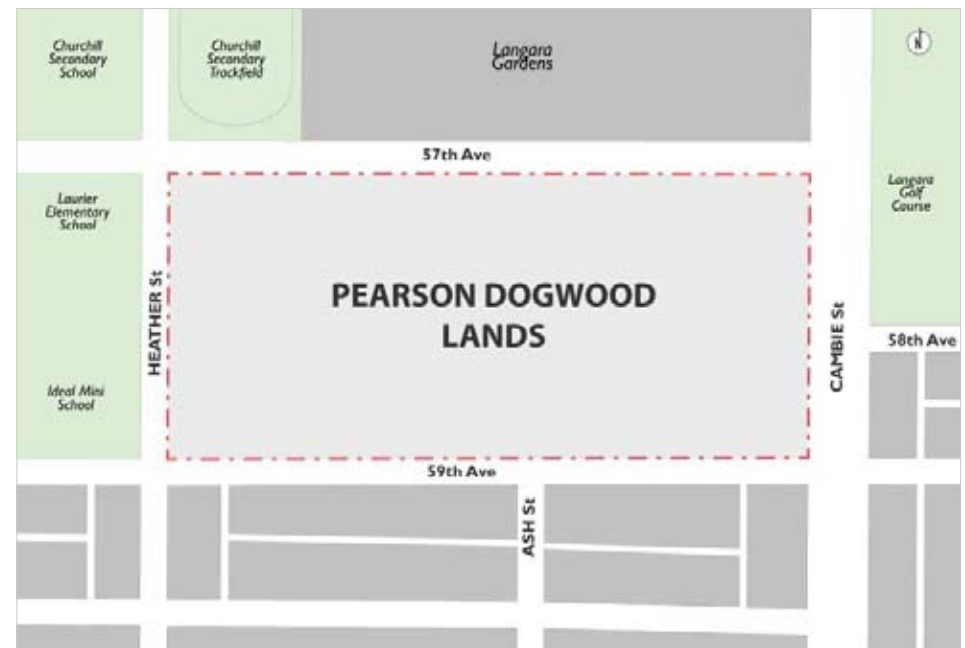 Churchill
Secondary
School
Churchill
Secondary
Trackfield
Langara
Gardens
N
57th Ave
Laurier
Elementary
School
Langara
Golf
Course
HEATHER St
PEARSON DOGWOOD
LANDS
CAMBIE St
58th Ave
Ideal Mini
School
59th Ave
ASH St